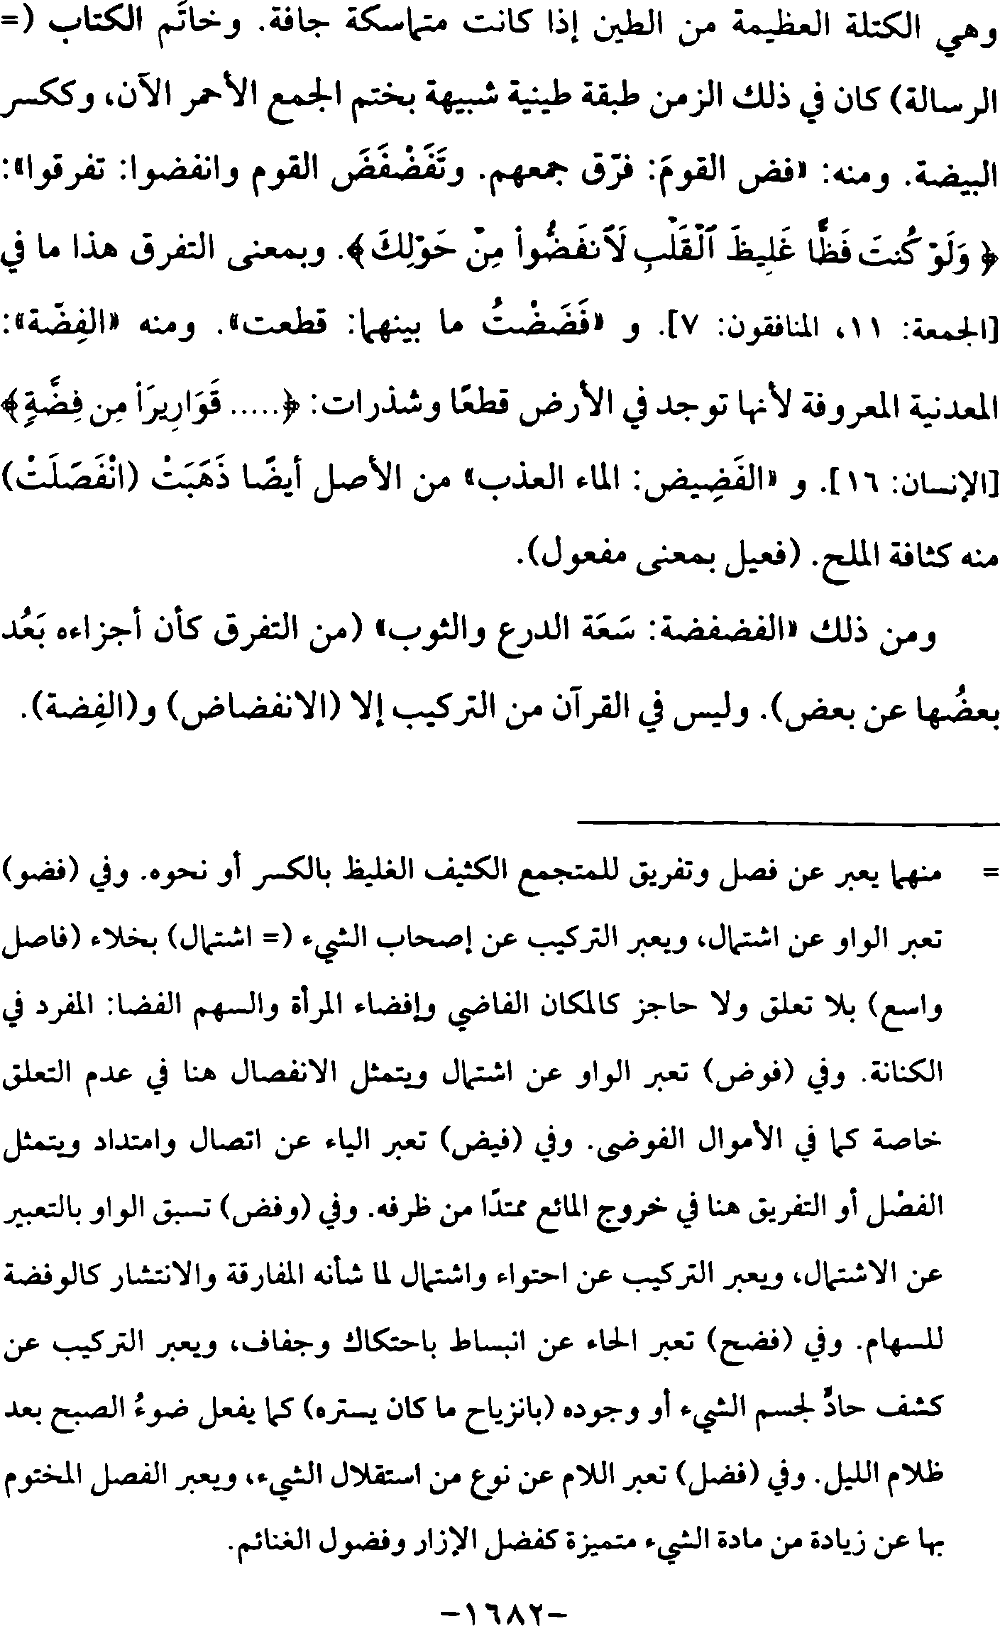 وهي الكتلة العظيمة من الطين إذا كانت متماسكة جافة. وخاتَم الكتاب (=
الرسالة) كان في ذلك الزمن طبقة طينية شبيهة بختم الجمع الأحمر الآن، وككسر
البيضة. ومنه: «فض القومَ: فرّق جمعهم. وتَفَضْفَضَ القوم وانفضوا: تفرقوا»:
﴿ وَلَوْ كُنتَ فَظًّا غَلِيظَ ٱلْقَلْبِ لَٱنفَضُّوا۟ مِنْ حَوْلِكَ ﴾. وبمعنى التفرق هذا ما في
[الجمعة: ١١، المنافقون: ٧]. و «فَضَضْتُ ما بينهما: قطعت». ومنه «الفِضّة»:
المعدنية المعروفة لأنها توجد في الأرض قطعًا وشذرات: ﴿ ..... قَوَارِيرَا۟ مِن فِضَّةٍ ﴾
[الإنسان: ١٦]. و «الفَضِيض: الماء العذب» من الأصل أيضًا ذَهَبَتْ (انْفَصَلَتْ)
منه كثافة الملح. (فعيل بمعنى مفعول).
ومن ذلك «الفضفضة: سَعَة الدرع والثوب» (من التفرق كأن أجزاءه بَعُد
بعضُها عن بعض). وليس في القرآن من التركيب إلا (الانفضاض) و(الفِضة).
= منهما يعبر عن فصل وتفريق للمتجمع الكثيف الغليظ بالكسر أو نحوه. وفي (فضو)
تعبر الواو عن اشتمال، ويعبر التركيب عن إصحاب الشيء (= اشتمال) بخلاء (فاصل
واسع) بلا تعلق ولا حاجز كالمكان الفاضي وإفضاء المرأة والسهم الفضا: المفرد في
الكنانة. وفي (فوض) تعبر الواو عن اشتمال ويتمثل الانفصال هنا في عدم التعلق
خاصة كما في الأموال الفوضى. وفي (فيض) تعبر الياء عن اتصال وامتداد ويتمثل
الفصْل أو التفريق هنا في خروج المائع ممتدًا من ظرفه. وفي (وفض) تسبق الواو بالتعبير
عن الاشتمال، ويعبر التركيب عن احتواء واشتمال لما شأنه المفارقة والانتشار كالوفضة
للسهام. وفي (فضح) تعبر الحاء عن انبساط باحتكاك وجفاف، ويعبر التركيب عن
كشف حادٍّ لجسم الشيء أو وجوده (بانزياح ما كان يستره) كما يفعل ضوءُ الصبح بعد
ظلام الليل. وفي (فضل) تعبر اللام عن نوع من استقلال الشيء، ويعبر الفصل المختوم
بها عن زيادة من مادة الشيء متميزة كفضل الإزار وفضول الغنائم.
-١٦٨٢-